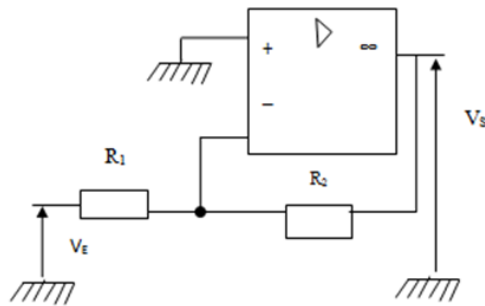 + ▷ ∞
−
V_S
R₁
R₂
V_E